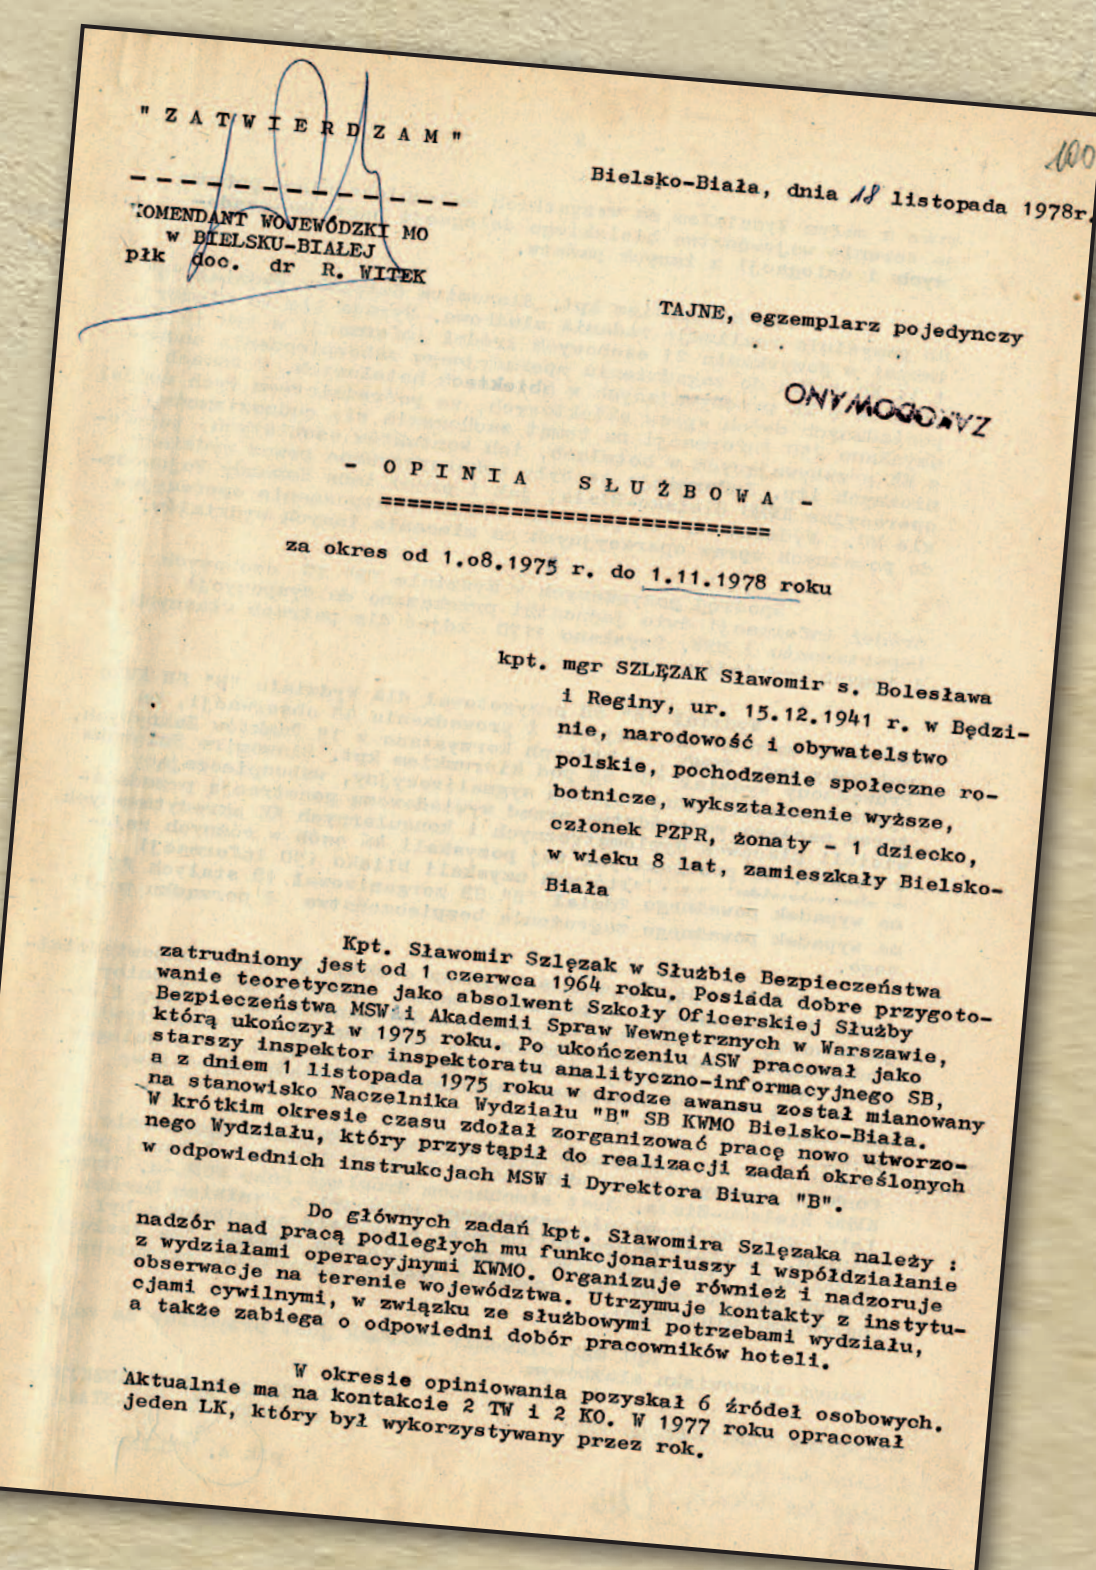 "ZATWIERDZAM"
100
Bielsko-Biała, dnia 18 listopada 1978r.
KOMENDANT WOJEWÓDZKI MO
w BIELSKU-BIAŁEJ
płk doc. dr R. WITEK
TAJNE, egzemplarz pojedynczy
ZAKODOWANO
- OPINIA SŁUŻBOWA -
==============================
za okres od 1.o8.1975 r. do 1.11.1978 roku
kpt. mgr SZLĘZAK Sławomir s. Bolesława
i Reginy, ur. 15.12.1941 r. w Będzi-
nie, narodowość i obywatelstwo
polskie, pochodzenie społeczne ro-
botnicze, wykształcenie wyższe,
członek PZPR, żonaty - 1 dziecko,
w wieku 8 lat, zamieszkały Bielsko-
Biała
Kpt. Sławomir Szlęzak w Służbie Bezpieczeństwa
zatrudniony jest od 1 czerwca 1964 roku. Posiada dobre przygoto-
wanie teoretyczne jako absolwent Szkoły Oficerskiej Służby
Bezpieczeństwa MSW i Akademii Spraw Wewnętrznych w Warszawie,
którą ukończył w 1975 roku. Po ukończeniu ASW pracował jako
starszy inspektor inspektoratu analityczno-informacyjnego SB,
a z dniem 1 listopada 1975 roku w drodze awansu został mianowany
na stanowisko Naczelnika Wydziału "B" SB KWMO Bielsko-Biała.
W krótkim okresie czasu zdołał zorganizować pracę nowo utworzo-
nego Wydziału, który przystąpił do realizacji zadań określonych
w odpowiednich instrukcjach MSW i Dyrektora Biura "B".
Do głównych zadań kpt. Sławomira Szlęzaka należy :
nadzór nad pracą podległych mu funkcjonariuszy i współdziałanie
z wydziałami operacyjnymi KWMO. Organizuje również i nadzoruje
obserwacje na terenie województwa. Utrzymuje kontakty z instytu-
cjami cywilnymi, w związku ze służbowymi potrzebami wydziału,
a także zabiega o odpowiedni dobór pracowników hoteli.
W okresie opiniowania pozyskał 6 źródeł osobowych.
Aktualnie ma na kontakcie 2 TW i 2 KO. W 1977 roku opracował
jeden LK, który był wykorzystywany przez rok.